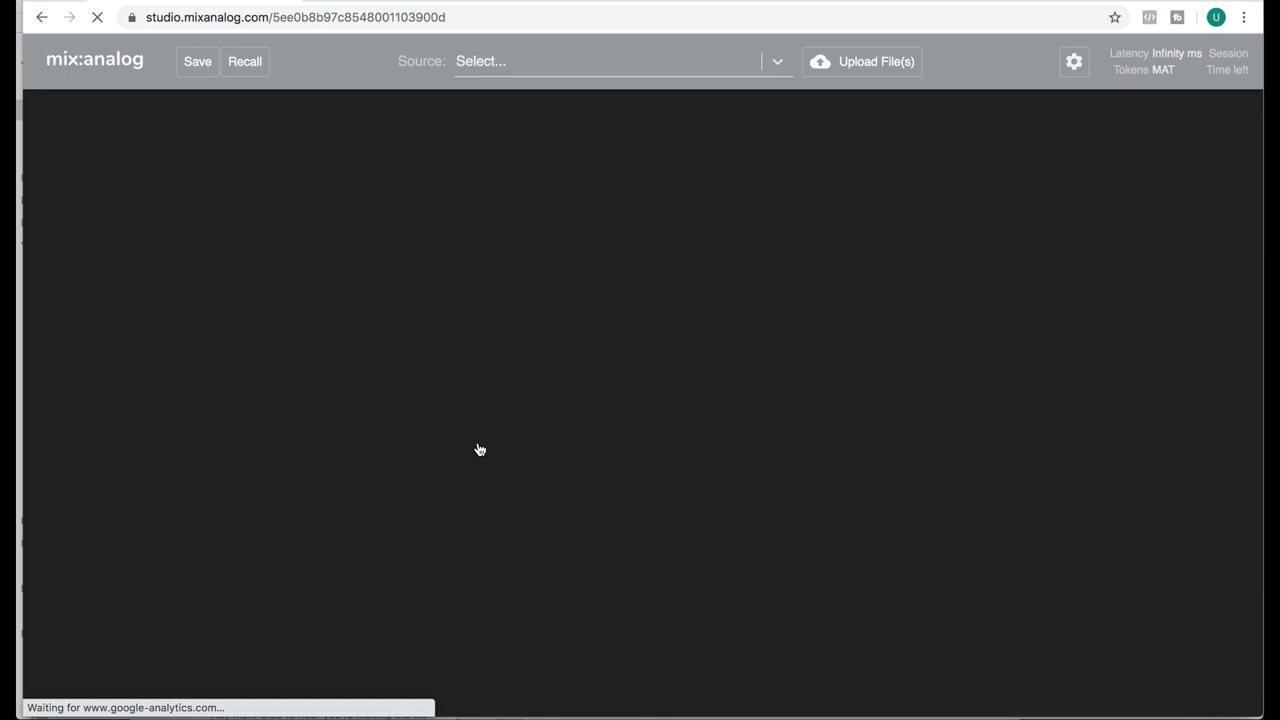 studio.mixanalog.com/5ee0b8b97c8548001103900d
U
mix:analog
Save
Recall
Source: Select...
Upload File(s)
Latency Infinity ms Session
Tokens MAT Time left
Waiting for www.google-analytics.com...